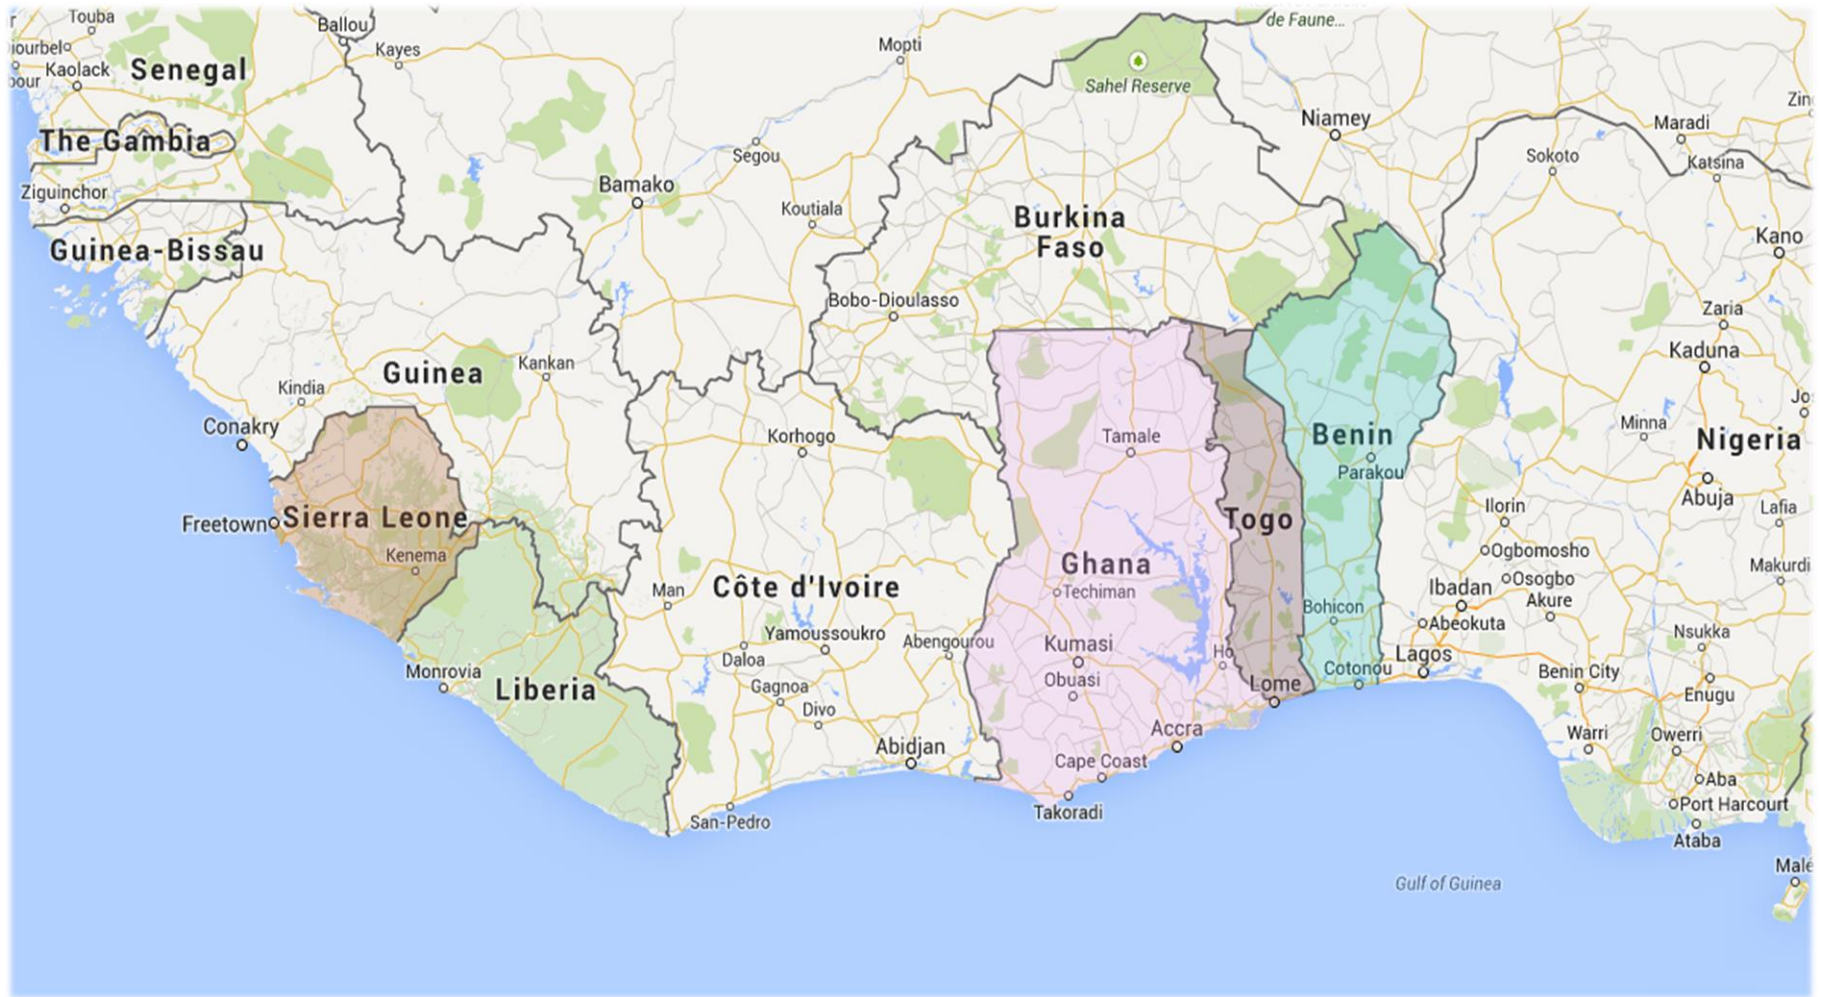 Touba
Ballou
de Faune...
Kayes
Mopti
Senegal
Kaolack
Sahel Reserve
Niamey
Maradi
The Gambia
Segou
Sokoto
Katsina
Ziguinchor
Bamako
Koutiala
Burkina
Faso
Kano
Guinea-Bissau
Bobo-Dioulasso
Zaria
Kaduna
Guinea
Kankan
Kindia
Conakry
Korhogo
Tamale
Benin
Parakou
Minna
Nigeria
Abuja
Lafia
Ilorin
Freetown
Sierra Leone
Kenema
Togo
Ogbomosho
Ghana
Techiman
Makurdi
Osogbo
Ibadan
Akure
Man
Côte d'Ivoire
Bohicon
Abeokuta
Yamoussoukro
Abengourou
Kumasi
Ho
Nsukka
Daloa
Cotonou
Lagos
Monrovia
Liberia
Gagnoa
Obuasi
Lome
Benin City
Enugu
Divo
Accra
Warri
Owerri
Abidjan
Cape Coast
Aba
Takoradi
Port Harcourt
San-Pedro
Ataba
Gulf of Guinea